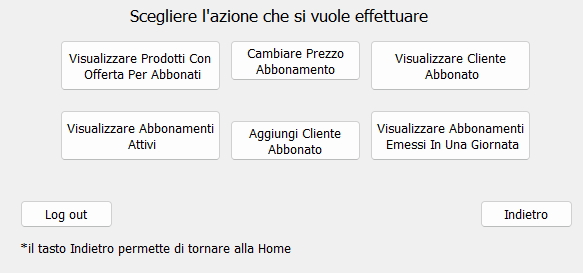 Scegliere l'azione che si vuole effettuare
Visualizzare Prodotti Con
Offerta Per Abbonati
Cambiare Prezzo
Abbonamento
Visualizzare Cliente
Abbonato
Visualizzare Abbonamenti
Attivi
Aggiungi Cliente
Abbonato
Visualizzare Abbonamenti
Emessi In Una Giornata
Log out
Indietro
*il tasto Indietro permette di tornare alla Home